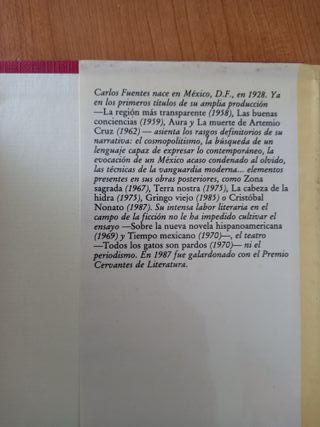 Carlos Fuentes nace en México, D.F., en 1928. Ya
en los primeros títulos de su amplia producción
—La región más transparente (1958), Las buenas
conciencias (1959), Aura y La muerte de Artemio
Cruz (1962)— asienta los rasgos definitorios de su
narrativa: el cosmopolitismo, la búsqueda de un
lenguaje capaz de expresar lo contemporáneo, la
evocación de un México acaso condenado al olvido,
las técnicas de la vanguardia moderna... elementos
presentes en sus obras posteriores, como Zona
sagrada (1967), Terra nostra (1975), La cabeza de la
hidra (1975), Gringo viejo (1985) o Cristóbal
Nonato (1987). Su intensa labor literaria en el
campo de la ficción no le ha impedido cultivar el
ensayo —Sobre la nueva novela hispanoamericana
(1969) y Tiempo mexicano (1970)—, el teatro
—Todos los gatos son pardos (1970)— ni el
periodismo. En 1987 fue galardonado con el Premio
Cervantes de Literatura.